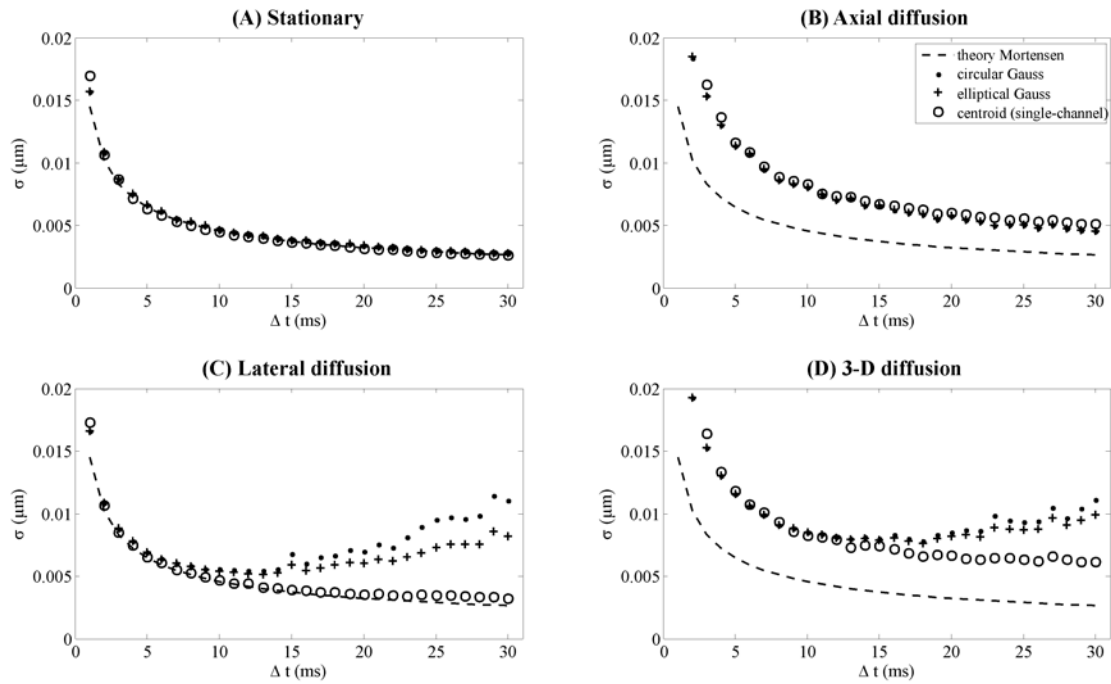 (A) Stationary
0.02
0.015
0.01
0.005
0
σ (μm)
0 5 10 15 20 25 30
Δ t (ms)
(B) Axial diffusion
0.02
0.015
0.01
0.005
0
σ (μm)
0 5 10 15 20 25 30
Δ t (ms)
theory Mortensen
circular Gauss
elliptical Gauss
centroid (single-channel)
(C) Lateral diffusion
0.02
0.015
0.01
0.005
0
σ (μm)
0 5 10 15 20 25 30
Δ t (ms)
(D) 3-D diffusion
0.02
0.015
0.01
0.005
0
σ (μm)
0 5 10 15 20 25 30
Δ t (ms)